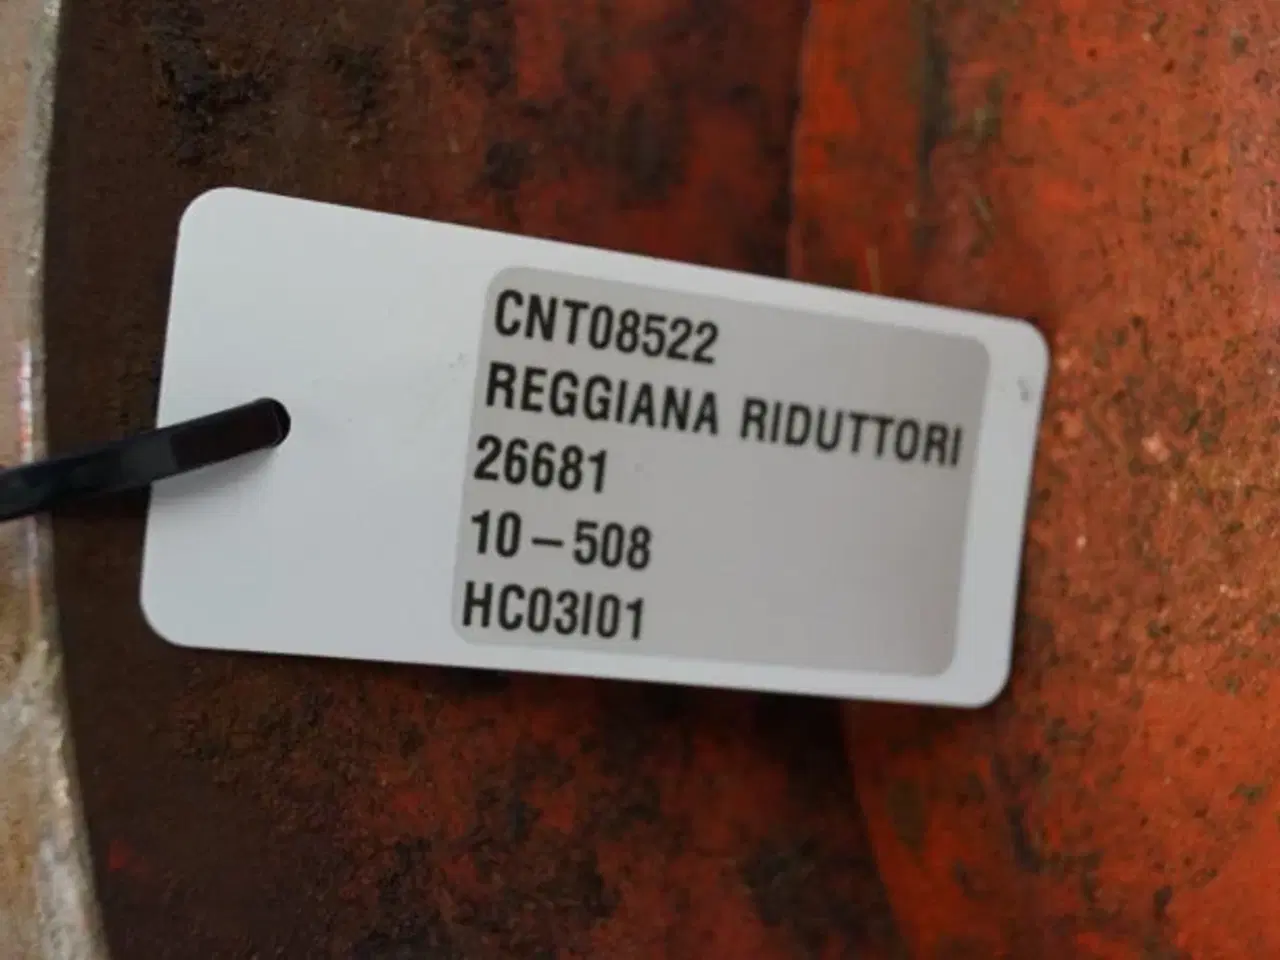 CNT08522
REGGIANA RIDUTTORI
26681
10 – 508
HC03I01